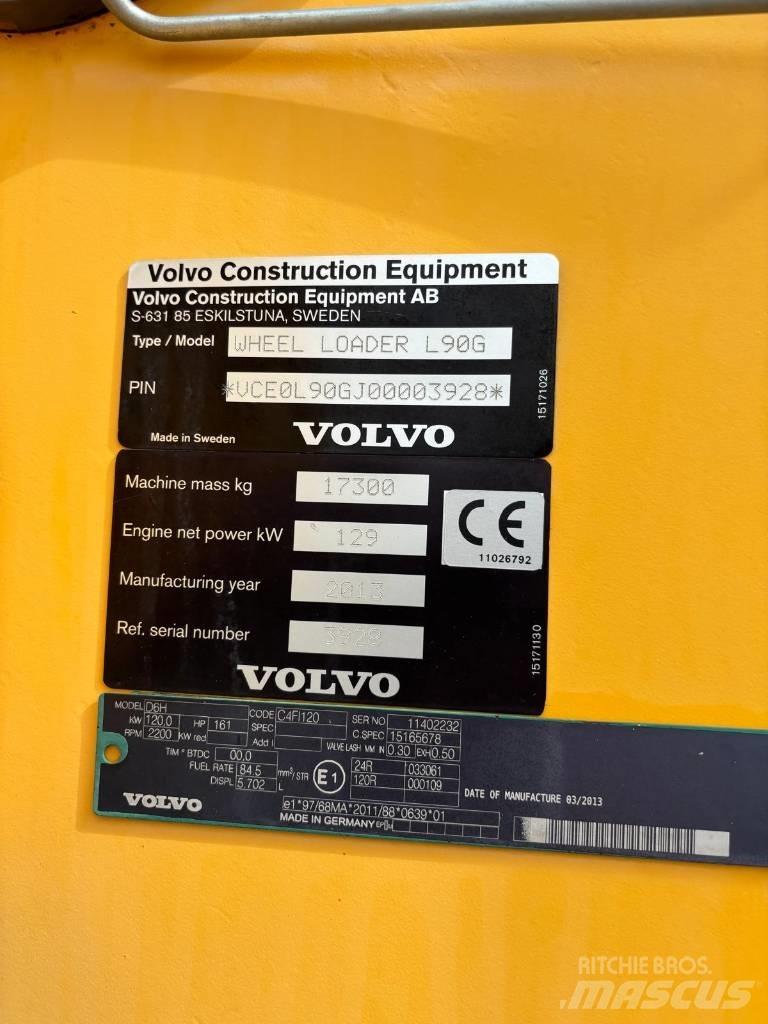 Volvo Construction Equipment
Volvo Construction Equipment AB
S-631 85 ESKILSTUNA, SWEDEN
Type / Model WHEEL LOADER L90G
PIN *VCE0L90GJ00003928*
Made in Sweden VOLVO
15171026
Machine mass kg 17300
Engine net power kW 129
CE
11026792
Manufacturing year 2013
Ref. serial number 3928
VOLVO
15171130
MODEL D6H CODE C4FI120 SER NO 11402232
KW 120.0 HP 161 SPEC C.SPEC 15165678
RPM 2200 KW red. Add I VALVE LASH MM IN 0.30 EXH 0.50
TIM ° BTDC 00,0 24R 033061
FUEL RATE 84.5 mm³/STR E1 120R 000109
DISPL 5.702 L
DATE OF MANUFACTURE 03/2013
VOLVO e1*97/68MA*2011/88*0639*01
MADE IN GERMANY
RITCHIE BROS.
MASCUS